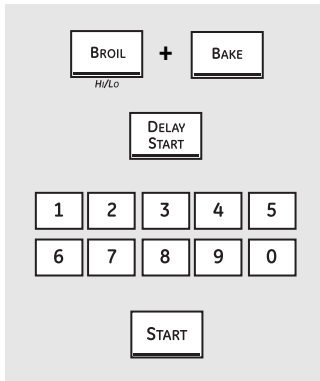 BROIL + BAKE
HI/LO
DELAY
START
1 2 3 4 5
6 7 8 9 0
START